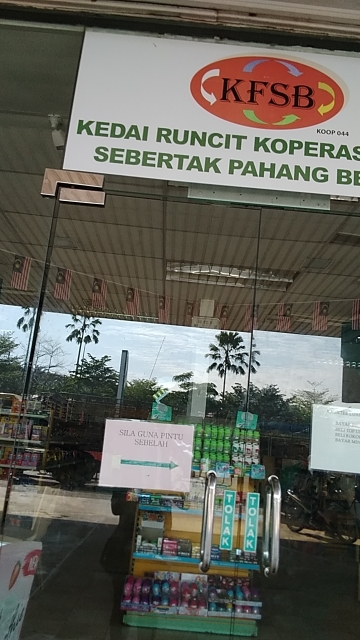 KFSB
KOOP 044
KEDAI RUNCIT KOPERAS
SEBERTAK PAHANG BE
SILA GUNA PINTU
SEBELAH
TOLAK
TOLAK